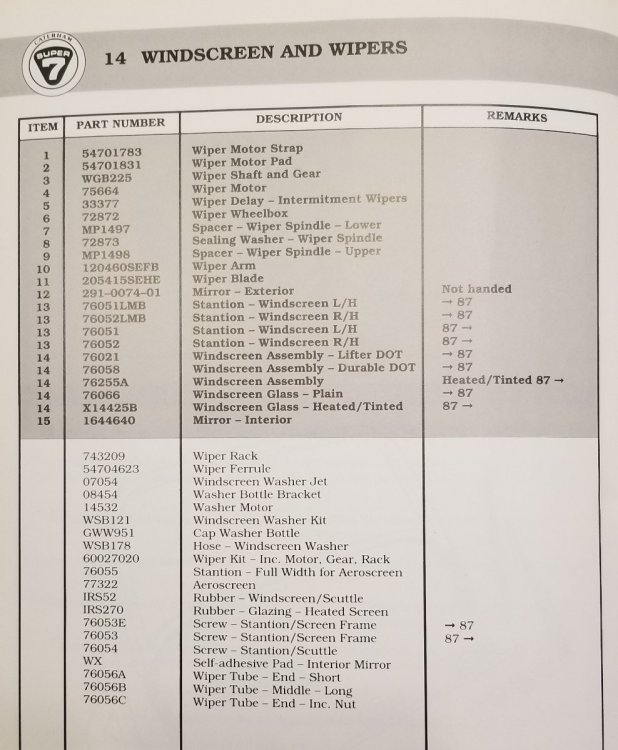 CATERHAM
SUPER
7
14 WINDSCREEN AND WIPERS
ITEM PART NUMBER DESCRIPTION REMARKS
1 54701783 Wiper Motor Strap
2 54701831 Wiper Motor Pad
3 WGB225 Wiper Shaft and Gear
4 75664 Wiper Motor
5 33377 Wiper Delay – Intermitment Wipers
6 72872 Wiper Wheelbox
7 MP1497 Spacer – Wiper Spindle – Lower
8 72873 Sealing Washer – Wiper Spindle
9 MP1498 Spacer – Wiper Spindle – Upper
10 120460SEFB Wiper Arm
11 205415SEHE Wiper Blade
12 291–0074–01 Mirror – Exterior Not handed
13 76051LMB Stantion – Windscreen L/H → 87
13 76052LMB Stantion – Windscreen R/H → 87
13 76051 Stantion – Windscreen L/H 87 →
13 76052 Stantion – Windscreen R/H 87 →
14 76021 Windscreen Assembly – Lifter DOT → 87
14 76058 Windscreen Assembly – Durable DOT → 87
14 76255A Windscreen Assembly Heated/Tinted 87 →
14 76066 Windscreen Glass – Plain → 87
14 X14425B Windscreen Glass – Heated/Tinted 87 →
15 1644640 Mirror – Interior
743209 Wiper Rack
54704623 Wiper Ferrule
07054 Windscreen Washer Jet
08454 Washer Bottle Bracket
14532 Washer Motor
WSB121 Windscreen Washer Kit
GWW951 Cap Washer Bottle
WSB178 Hose – Windscreen Washer
60027020 Wiper Kit – Inc. Motor, Gear, Rack
76055 Stantion – Full Width for Aeroscreen
77322 Aeroscreen
IRS52 Rubber – Windscreen/Scuttle
IRS270 Rubber – Glazing – Heated Screen
76053E Screw – Stantion/Screen Frame → 87
76053 Screw – Stantion/Screen Frame 87 →
76054 Screw – Stantion/Scuttle
WX Self-adhesive Pad – Interior Mirror
76056A Wiper Tube – End – Short
76056B Wiper Tube – Middle – Long
76056C Wiper Tube – End – Inc. Nut